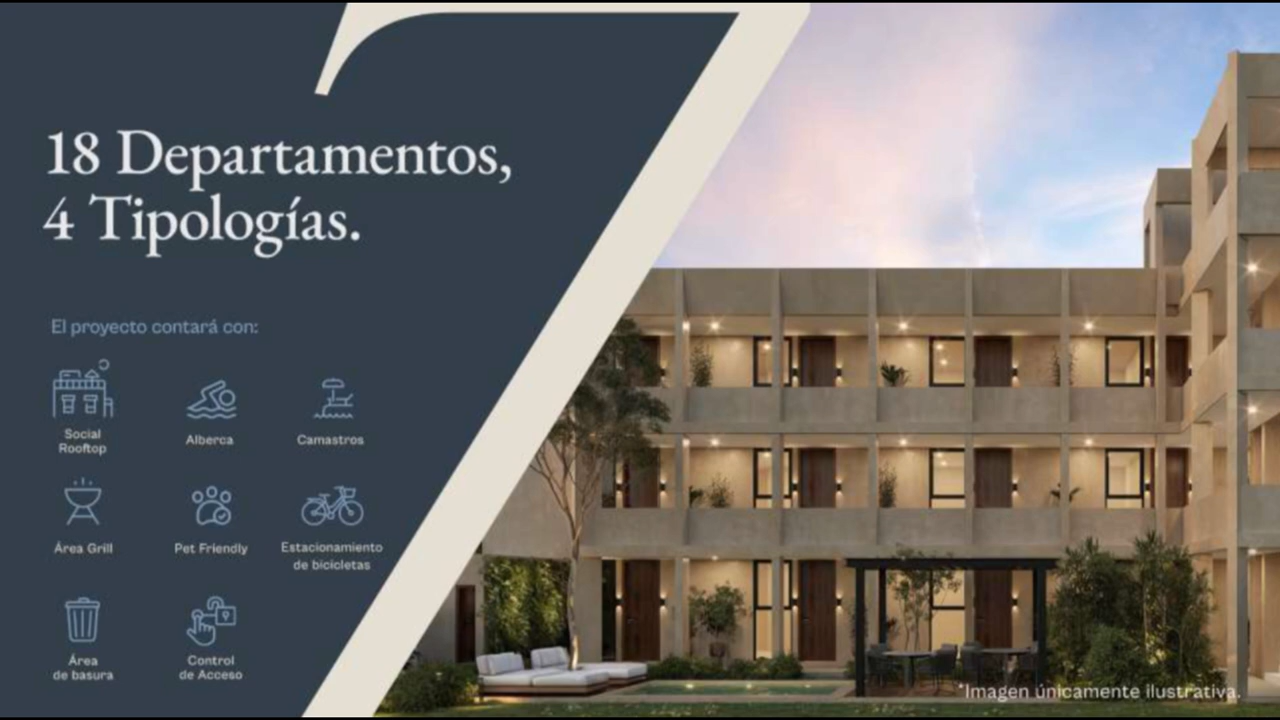 18 Departamentos,
4 Tipologías.
El proyecto contará con:
Social
Rooftop
Alberca
Camastros
Área Grill
Pet Friendly
Estacionamiento
de bicicletas
Área
de basura
Control
de Acceso
*Imagen únicamente ilustrativa.